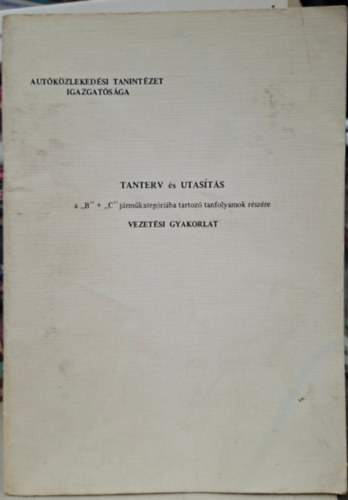 AUTÓKÖZLEKEDÉSI TANINTÉZET
IGAZGATÓSÁGA
TANTERV és UTASÍTÁS
a „B" + „C" járműkategóriába tartozó tanfolyamok részére
VEZETÉSI GYAKORLAT